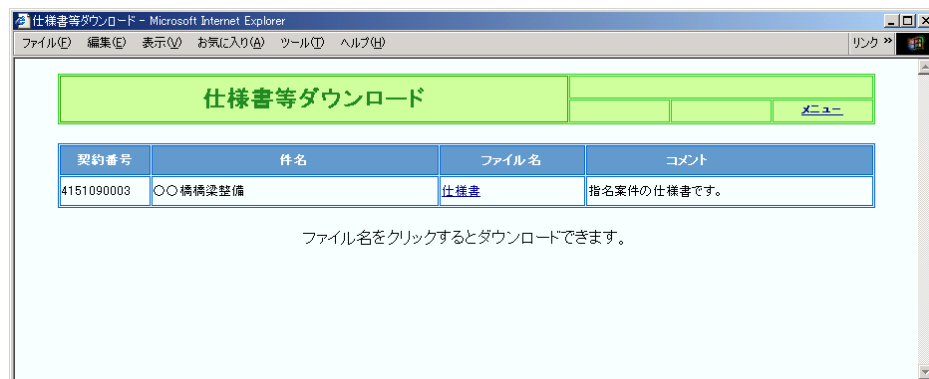 仕様書等ダウンロード - Microsoft Internet Explorer
ファイル(F) 編集(E) 表示(V) お気に入り(A) ツール(T) ヘルプ(H) リンク »
仕様書等ダウンロード
メニュー
契約番号 件名 ファイル名 コメント
4151090003 〇〇橋橋梁整備 仕様書 指名案件の仕様書です。
ファイル名をクリックするとダウンロードできます。